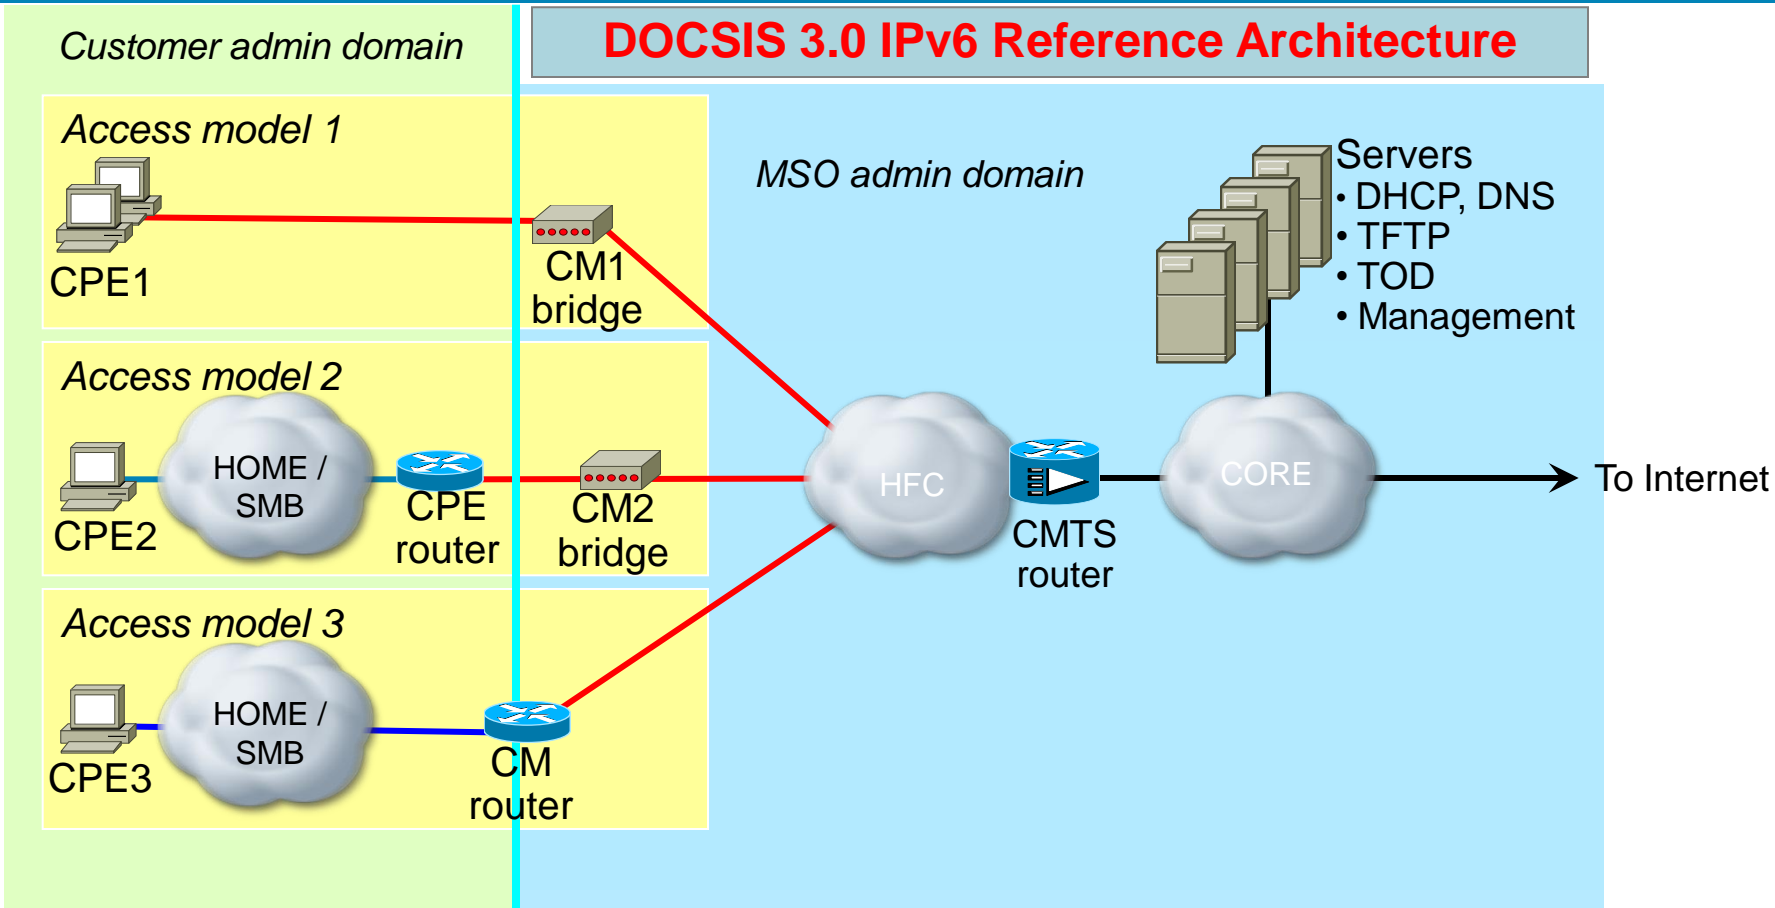 Customer admin domain
DOCSIS 3.0 IPv6 Reference Architecture
Access model 1
CPE1
CM1
bridge
MSO admin domain
Servers
• DHCP, DNS
• TFTP
• TOD
• Management
Access model 2
CPE2
HOME /
SMB
CPE
router
CM2
bridge
HFC
CMTS
router
CORE
To Internet
Access model 3
CPE3
HOME /
SMB
CM
router